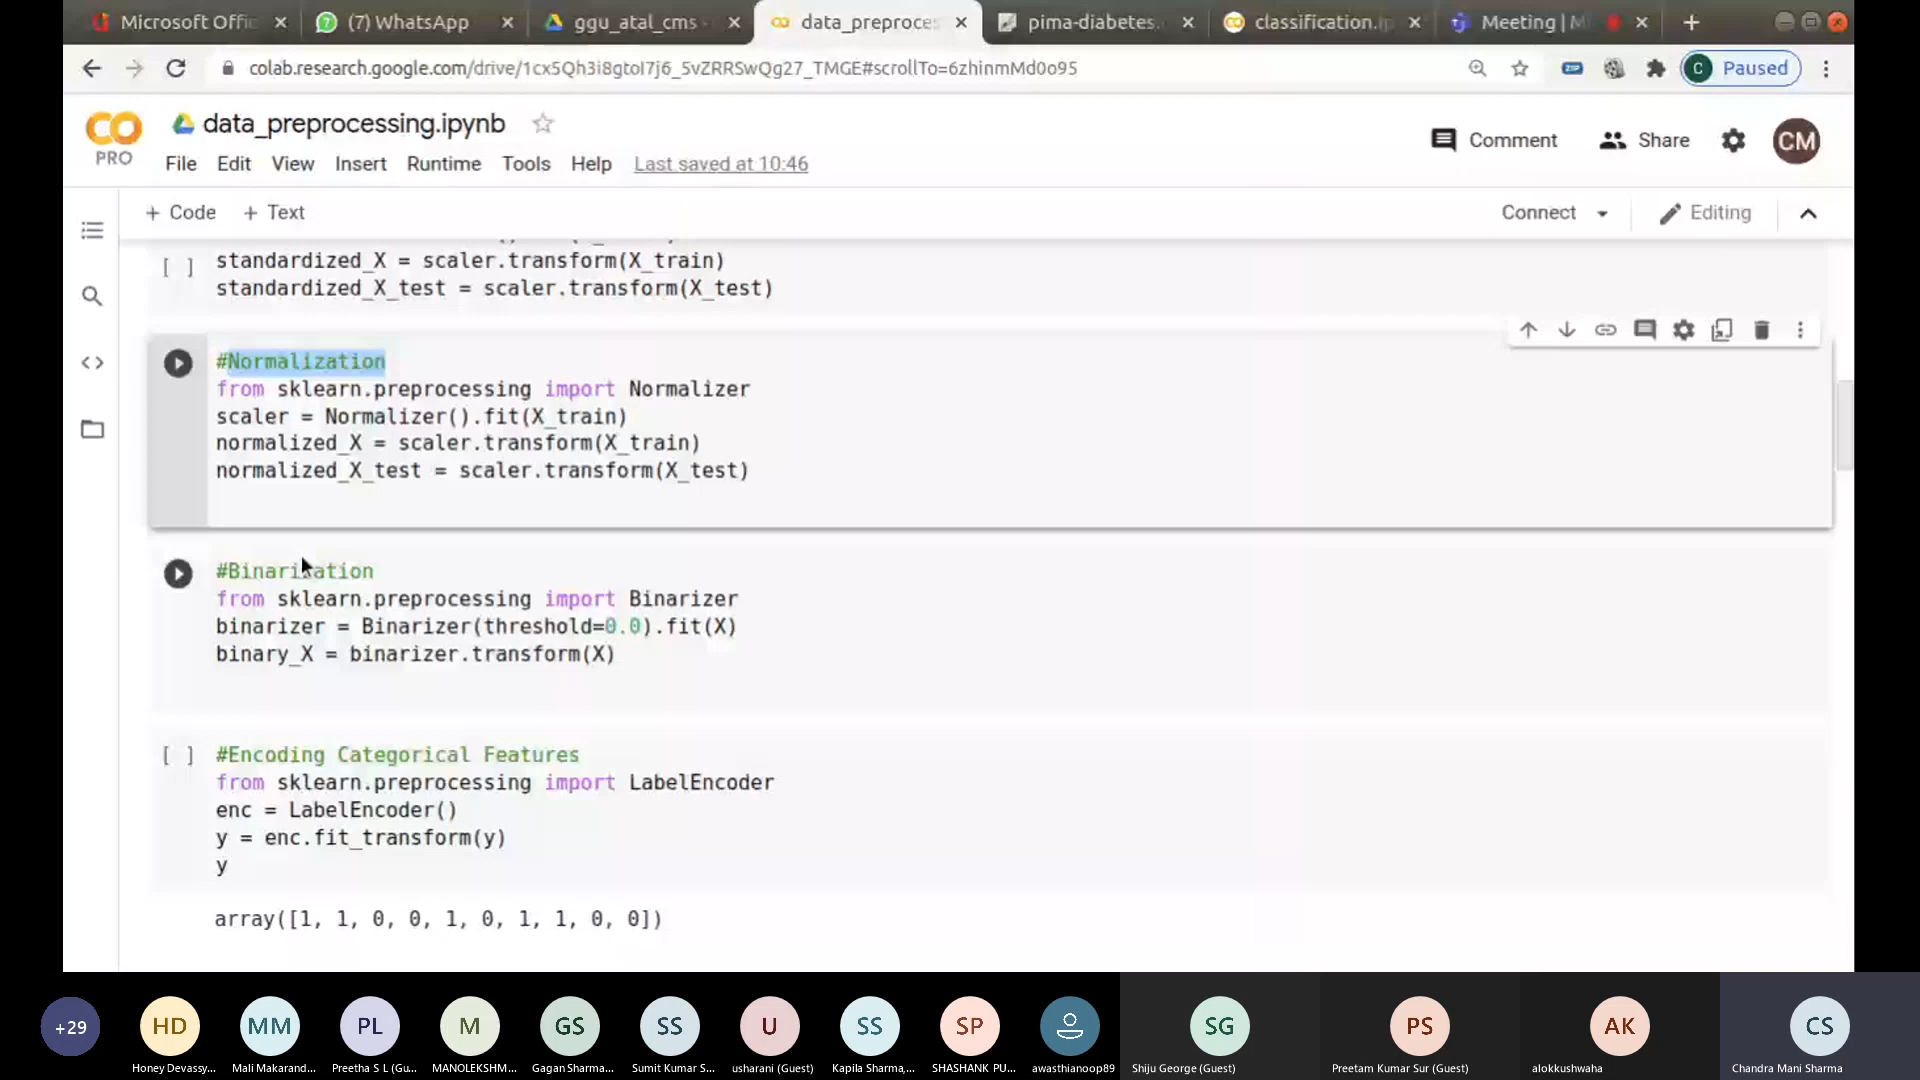 Microsoft Offic
(7) WhatsApp
ggu_atal_cms -
data_preproces
pima-diabetes.
classification.ip
Meeting | Mi
colab.research.google.com/drive/1cx5Qh3i8gtoI7j6_5vZRRSwQg27_TMGE#scrollTo=6zhinmMd0o95
ZIP
C Paused
PRO
data_preprocessing.ipynb
Comment
Share
CM
File Edit View Insert Runtime Tools Help Last saved at 10:46
+ Code + Text
Connect
Editing
[ ] standardized_X = scaler.transform(X_train)
standardized_X_test = scaler.transform(X_test)
#Normalization
from sklearn.preprocessing import Normalizer
scaler = Normalizer().fit(X_train)
normalized_X = scaler.transform(X_train)
normalized_X_test = scaler.transform(X_test)
#Binarization
from sklearn.preprocessing import Binarizer
binarizer = Binarizer(threshold=0.0).fit(X)
binary_X = binarizer.transform(X)
[ ] #Encoding Categorical Features
from sklearn.preprocessing import LabelEncoder
enc = LabelEncoder()
y = enc.fit_transform(y)
y
array([1, 1, 0, 0, 1, 0, 1, 1, 0, 0])
+29 HD MM PL M GS SS U SS SP SG PS AK CS
Honey Devassy... Mali Makarand... Preetha S L (Gu... MANOLEKSHM... Gagan Sharma... Sumit Kumar S... usharani (Guest) Kapila Sharma,... SHASHANK PU... awasthianoop89 Shiju George (Guest) Preetam Kumar Sur (Guest) alokkushwaha Chandra Mani Sharma